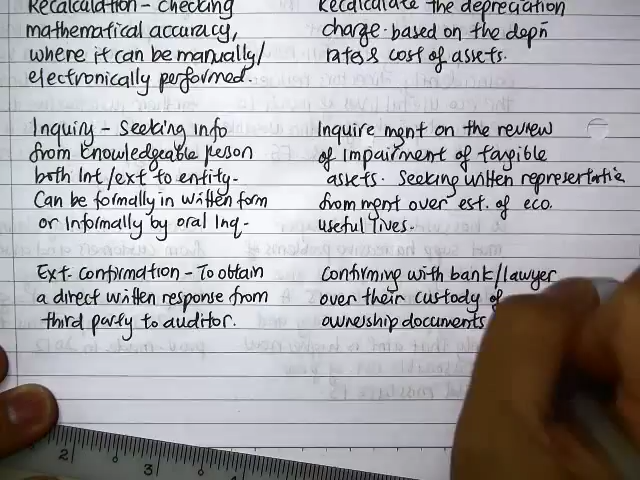 Recalculation - checking
mathematical accuracy,
where it can be manually/
electronically performed.
Recalculate the depreciation
charge based on the depn
rates & cost of assets.
Inquiry - Seeking info
from knowledgeable person
both int/ext to entity.
Can be formally in written form
or informally by oral inq.
Inquire mgnt on the review
of impairment of tangible
assets. Seeking written representatio
from mgnt over est. of eco.
useful lives.
Ext. Confirmation - To obtain
a direct written response from
third party to auditor.
Confirming with bank/lawyer
over their custody of
ownership documents
2 3